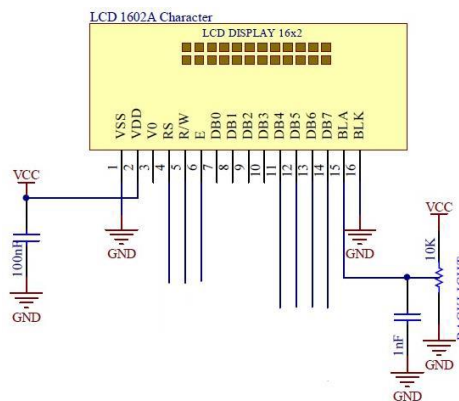 LCD 1602A Character
LCD DISPLAY 16x2
VSS
VDD
V0
RS
R/W
E
DB0
DB1
DB2
DB3
DB4
DB5
DB6
DB7
BLA
BLK
1
2
3
4
5
6
7
8
9
10
11
12
13
14
15
16
VCC
100nF
GND
GND
GND
VCC
10K
BACKLIGHT
1nF
GND
GND